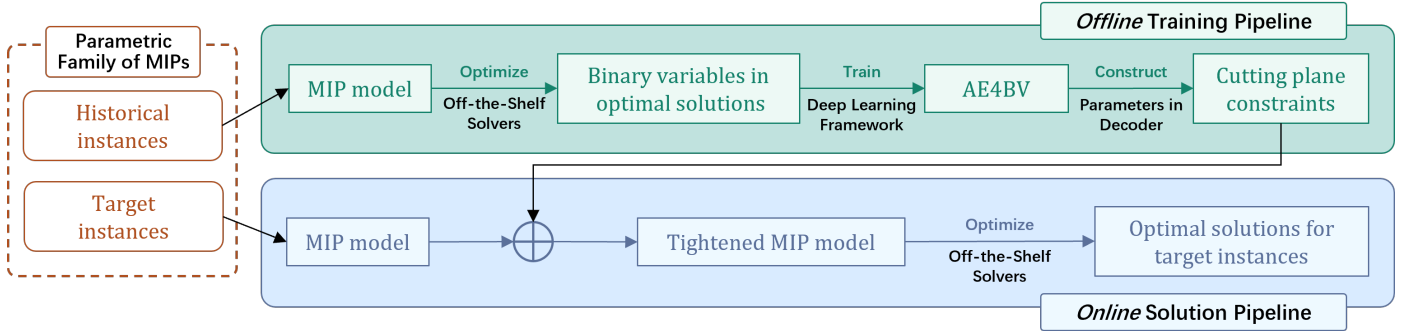 Parametric
Family of MIPs
Historical
instances
Target
instances
Offline Training Pipeline
MIP model
Optimize
Off-the-Shelf
Solvers
Binary variables in
optimal solutions
Train
Deep Learning
Framework
AE4BV
Construct
Parameters in
Decoder
Cutting plane
constraints
MIP model
Tightened MIP model
Optimize
Off-the-Shelf
Solvers
Optimal solutions for
target instances
Online Solution Pipeline